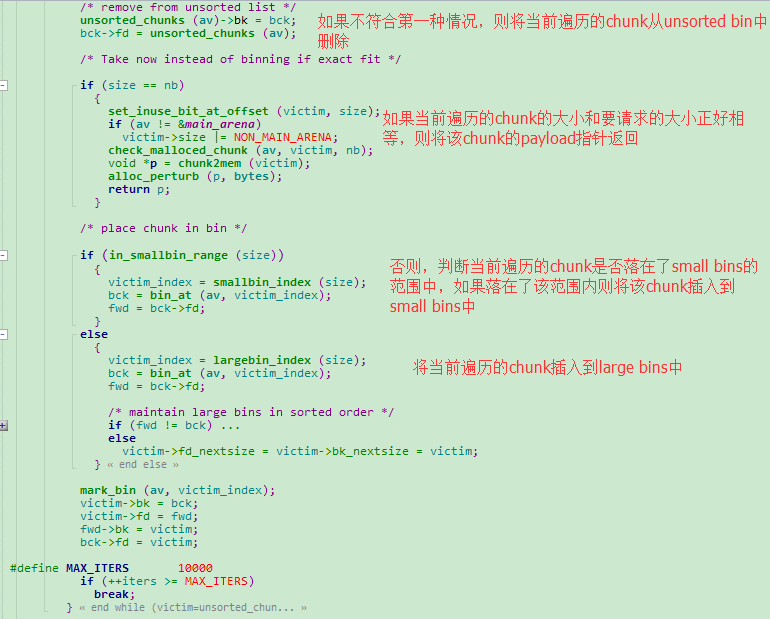 /* remove from unsorted list */
unsorted_chunks (av)->bk = bck;
bck->fd = unsorted_chunks (av);
如果不符合第一种情况，则将当前遍历的chunk从unsorted bin中
删除
/* Take now instead of binning if exact fit */
if (size == nb)
{
set_inuse_bit_at_offset (victim, size);
if (av != &main_arena)
victim->size |= NON_MAIN_ARENA;
check_malloced_chunk (av, victim, nb);
void *p = chunk2mem (victim);
alloc_perturb (p, bytes);
return p;
}
如果当前遍历的chunk的大小和要请求的大小正好相
等，则将该chunk的payload指针返回
/* place chunk in bin */
if (in_smallbin_range (size))
{
victim_index = smallbin_index (size);
bck = bin_at (av, victim_index);
fwd = bck->fd;
}
否则，判断当前遍历的chunk是否落在了small bins的
范围中，如果落在了该范围内则将该chunk插入到
small bins中
else
{
victim_index = largebin_index (size);
bck = bin_at (av, victim_index);
fwd = bck->fd;
将当前遍历的chunk插入到large bins中
/* maintain large bins in sorted order */
if (fwd != bck) ...
else
victim->fd_nextsize = victim->bk_nextsize = victim;
} « end else »
mark_bin (av, victim_index);
victim->bk = bck;
victim->fd = fwd;
fwd->bk = victim;
bck->fd = victim;
#define MAX_ITERS 10000
if (++iters >= MAX_ITERS)
break;
} « end while (victim=unsorted_chun... »